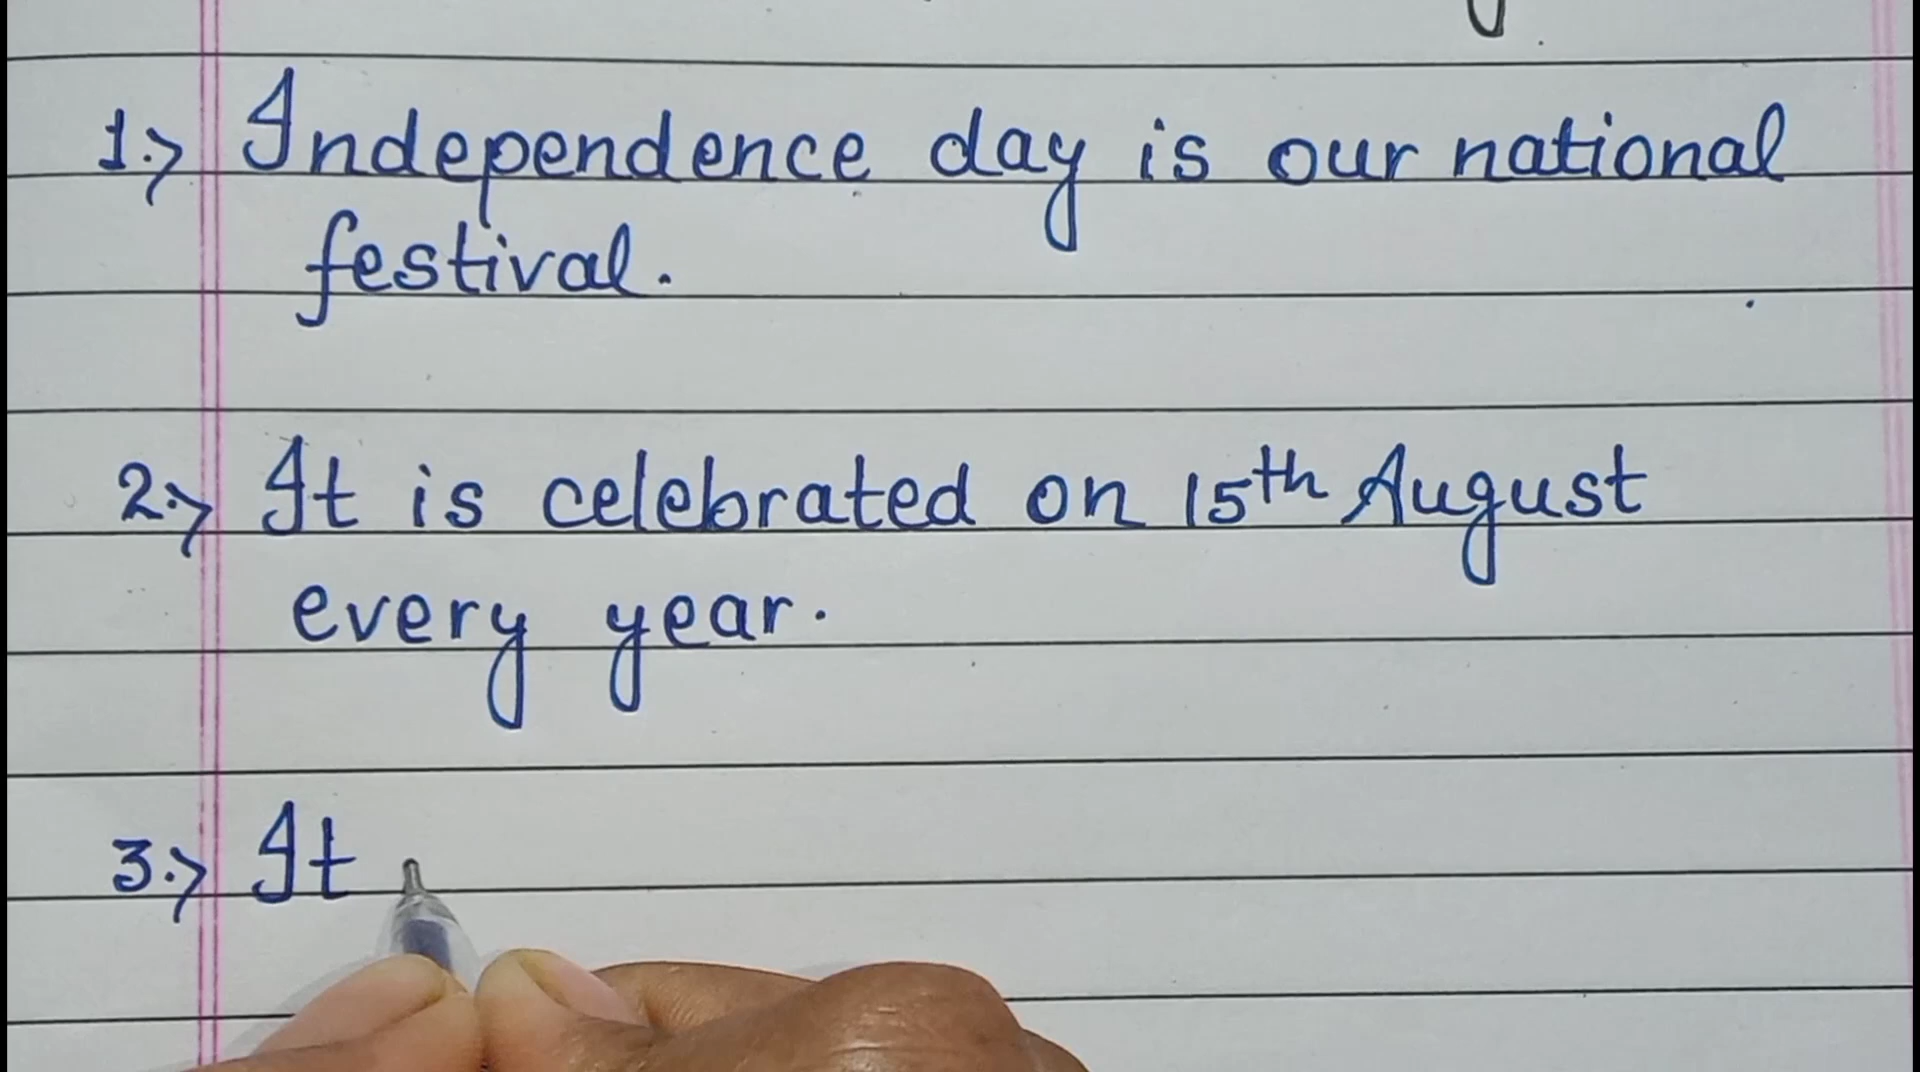 1.> Independence day is our national
festival.
2.> It is celebrated on 15th August
every year.
3.> It